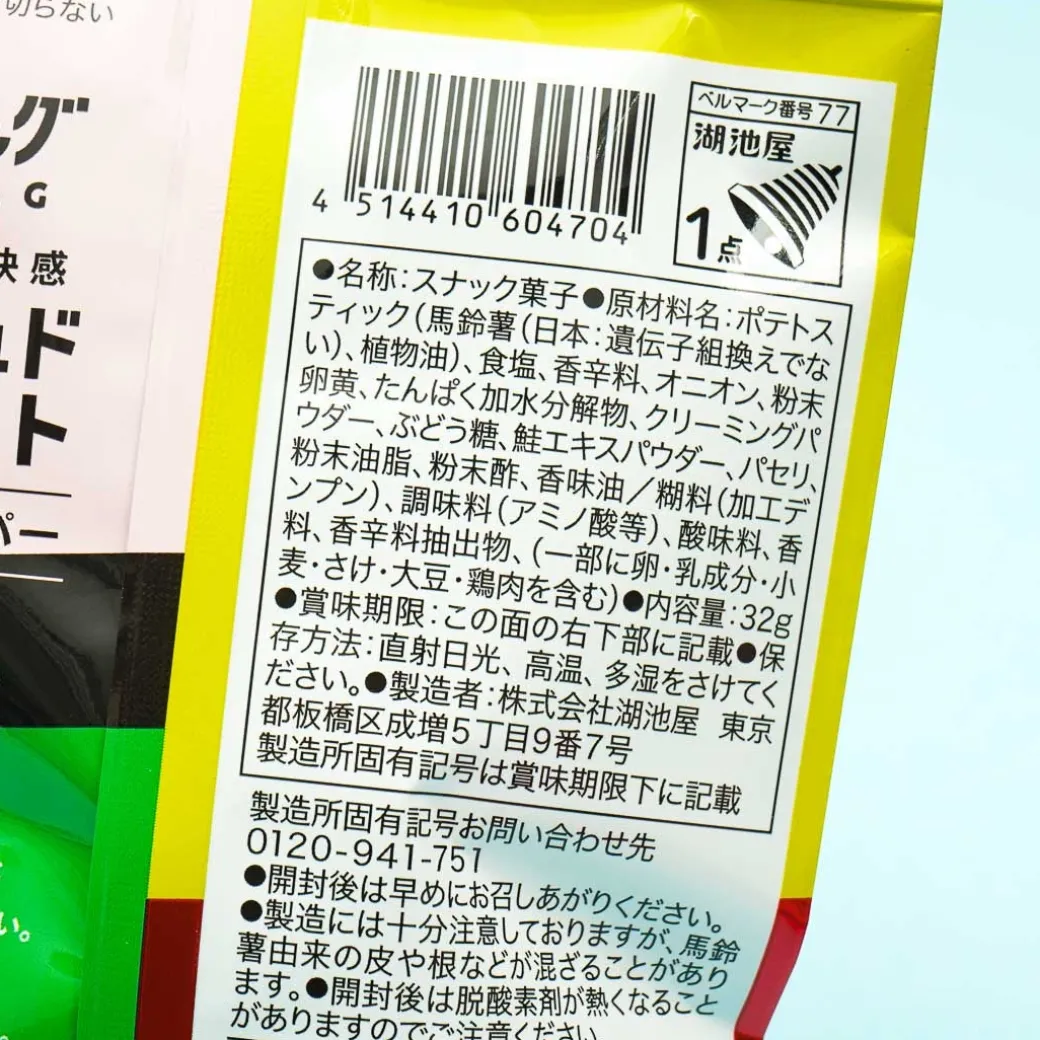 切らない
グ
G
快感
ド
ト
パー
い。
4 514410 604704
ベルマーク番号 77
湖池屋
1点
●名称：スナック菓子●原材料名：ポテトス
ティック（馬鈴薯（日本：遺伝子組換えでな
い）、植物油）、食塩、香辛料、オニオン、粉末
卵黄、たんぱく加水分解物、クリーミングパ
ウダー、ぶどう糖、鮭エキスパウダー、パセリ、
粉末油脂、粉末酢、香味油／糊料（加工デ
ンプン）、調味料（アミノ酸等）、酸味料、香
料、香辛料抽出物、（一部に卵・乳成分・小
麦・さけ・大豆・鶏肉を含む）●内容量：32g
●賞味期限：この面の右下部に記載●保
存方法：直射日光、高温、多湿をさけてく
ださい。●製造者：株式会社湖池屋 東京
都板橋区成増5丁目9番7号
製造所固有記号は賞味期限下に記載
製造所固有記号お問い合わせ先
0120-941-751
●開封後は早めにお召しあがりください。
●製造には十分注意しておりますが、馬鈴
薯由来の皮や根などが混ざることがあり
ます。●開封後は脱酸素剤が熱くなること
がありますのでご注意ください